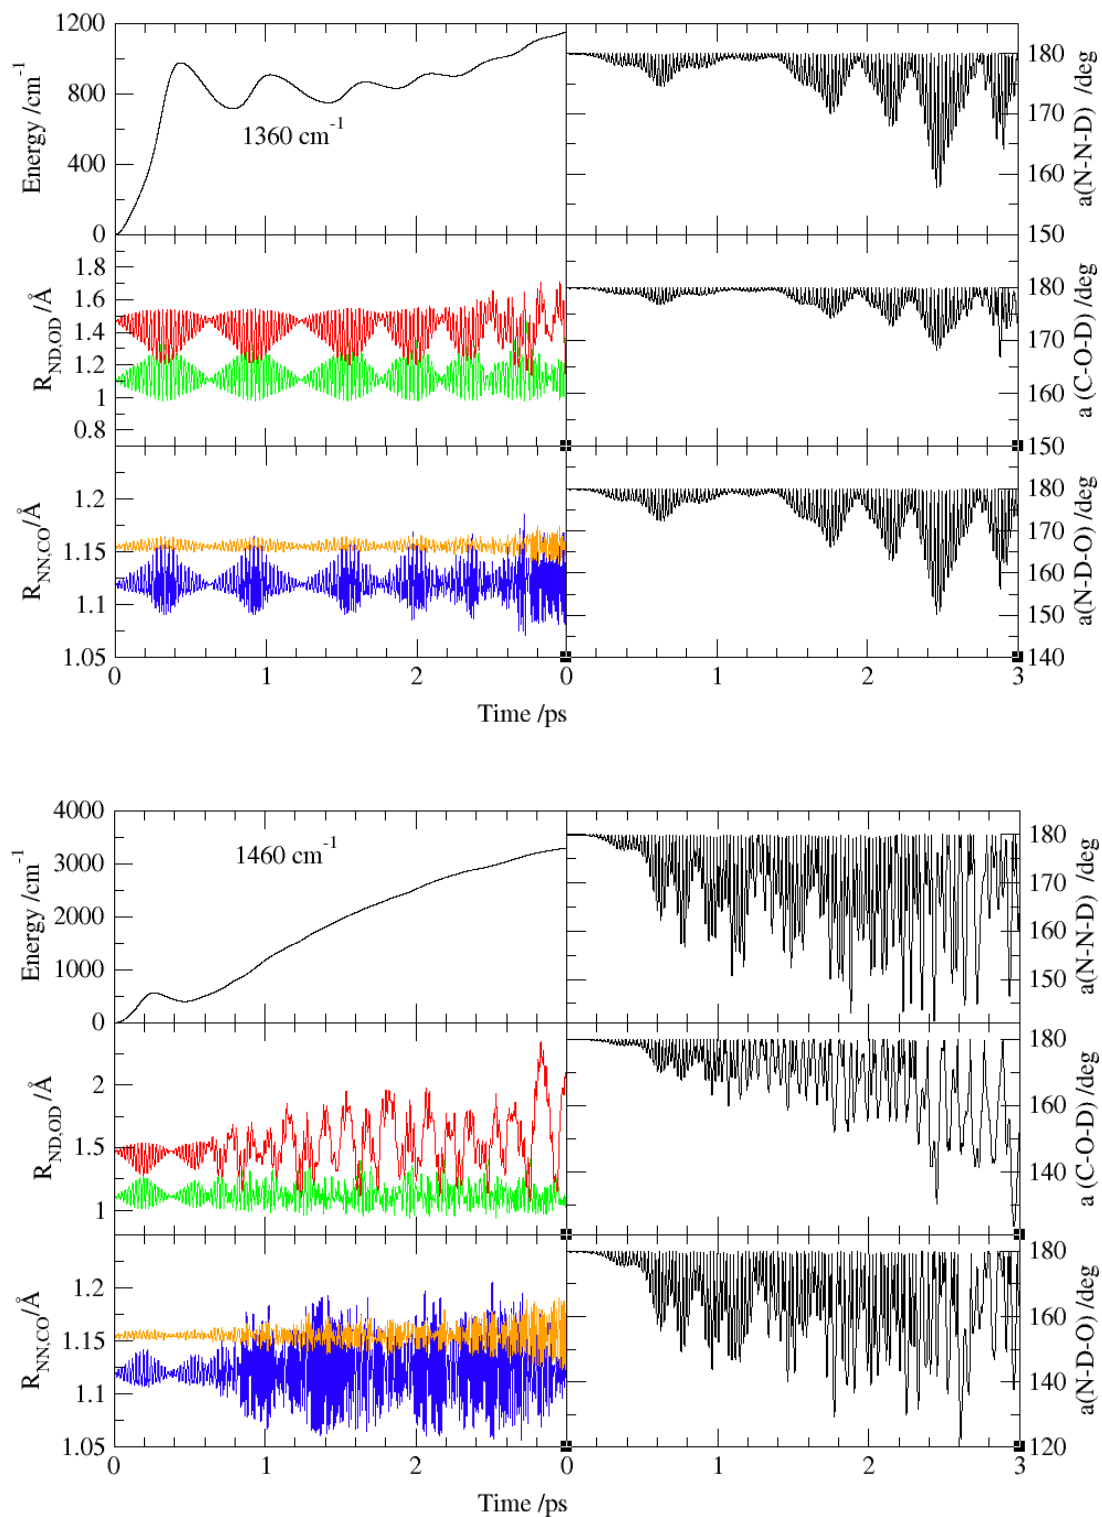 1200
800
400
0
Energy /cm-1
1360 cm-1
180
170
160
150
a(N-N-D) /deg
1.8
1.6
1.4
1.2
1
0.8
RND,OD /Å
180
170
160
150
a (C-O-D) /deg
1.2
1.15
1.1
1.05
RNN,CO/Å
180
170
160
150
140
a(N-D-O) /deg
0 1 2 0 1 2 3
Time /ps
4000
3000
2000
1000
0
Energy /cm-1
1460 cm-1
180
170
160
150
a(N-N-D) /deg
2
1.5
1
RND,OD /Å
180
160
140
a (C-O-D) /deg
1.2
1.15
1.1
1.05
RNN,CO/Å
180
160
140
120
a(N-D-O) /deg
0 1 2 0 1 2 3
Time /ps